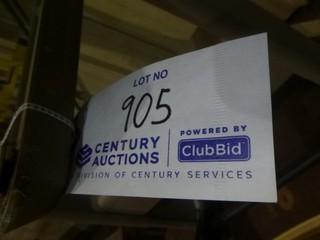 LOT NO
905
CENTURY AUCTIONS
POWERED BY
ClubBid
DIVISION OF CENTURY SERVICES